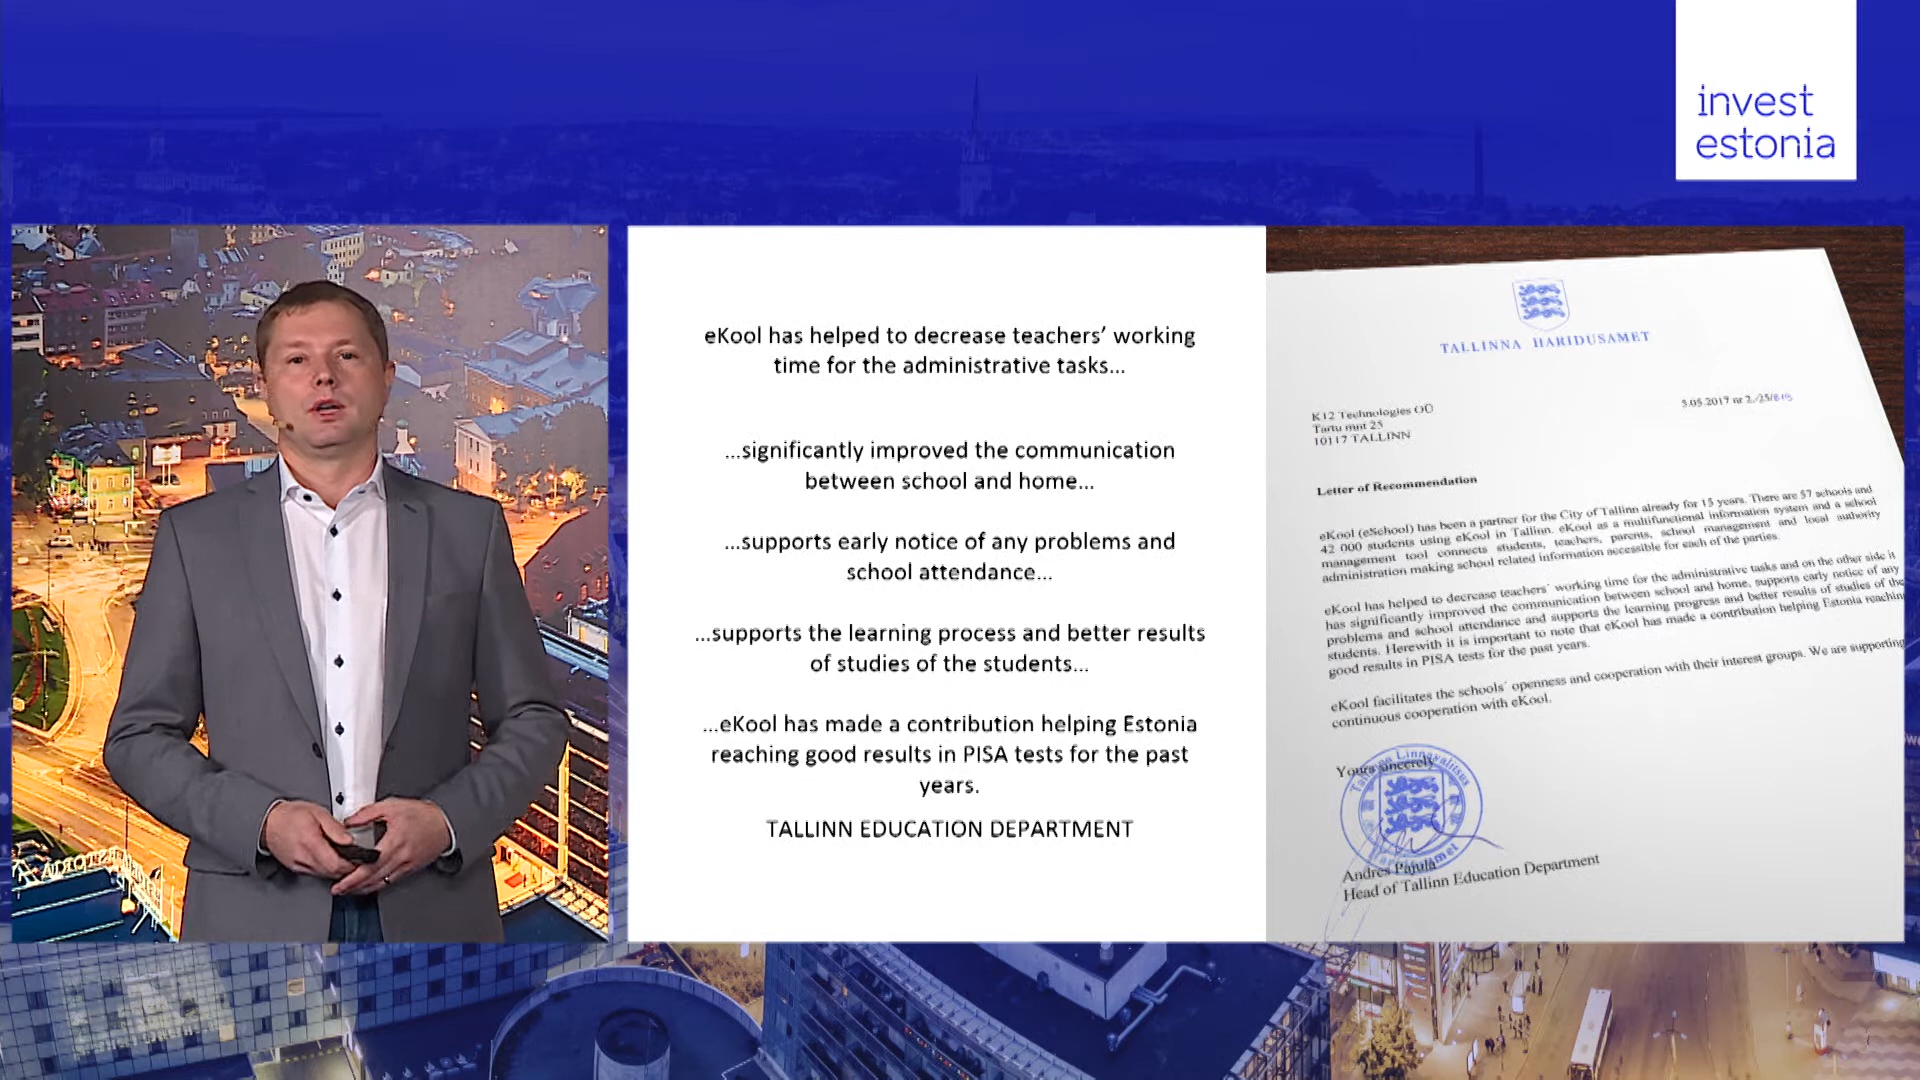 invest
estonia
eKool has helped to decrease teachers’ working
time for the administrative tasks...
...significantly improved the communication
between school and home...
...supports early notice of any problems and
school attendance...
...supports the learning process and better results
of studies of the students...
...eKool has made a contribution helping Estonia
reaching good results in PISA tests for the past
years.
TALLINN EDUCATION DEPARTMENT
TALLINNA HARIDUSAMET
K12 Technologies OÜ
Tartu mnt 25
10117 TALLINN
5.05.2017 nr
Letter of Recommendation
eKool (eSchool) has been a partner for the City of Tallinn already for 15 years. There are 57 schools and
42 000 students using eKool in Tallinn. eKool as a multifunctional information system and a school
management tool connects students, teachers, parents, school management and local authority
administration making school related information accessible for each of the parties.
eKool has helped to decrease teachers´ working time for the administrative tasks and on the other side it
has significantly improved the communication between school and home, supports early notice of any
problems and school attendance and supports the learning progress and better results of studies of the
students. Herewith it is important to note that eKool has made a contribution helping Estonia reachin
good results in PISA tests for the past years.
eKool facilitates the schools´ openness and cooperation with their interest groups. We are supporting
continuous cooperation with eKool.
Yours sincerely
Andres Pajula
Head of Tallinn Education Department